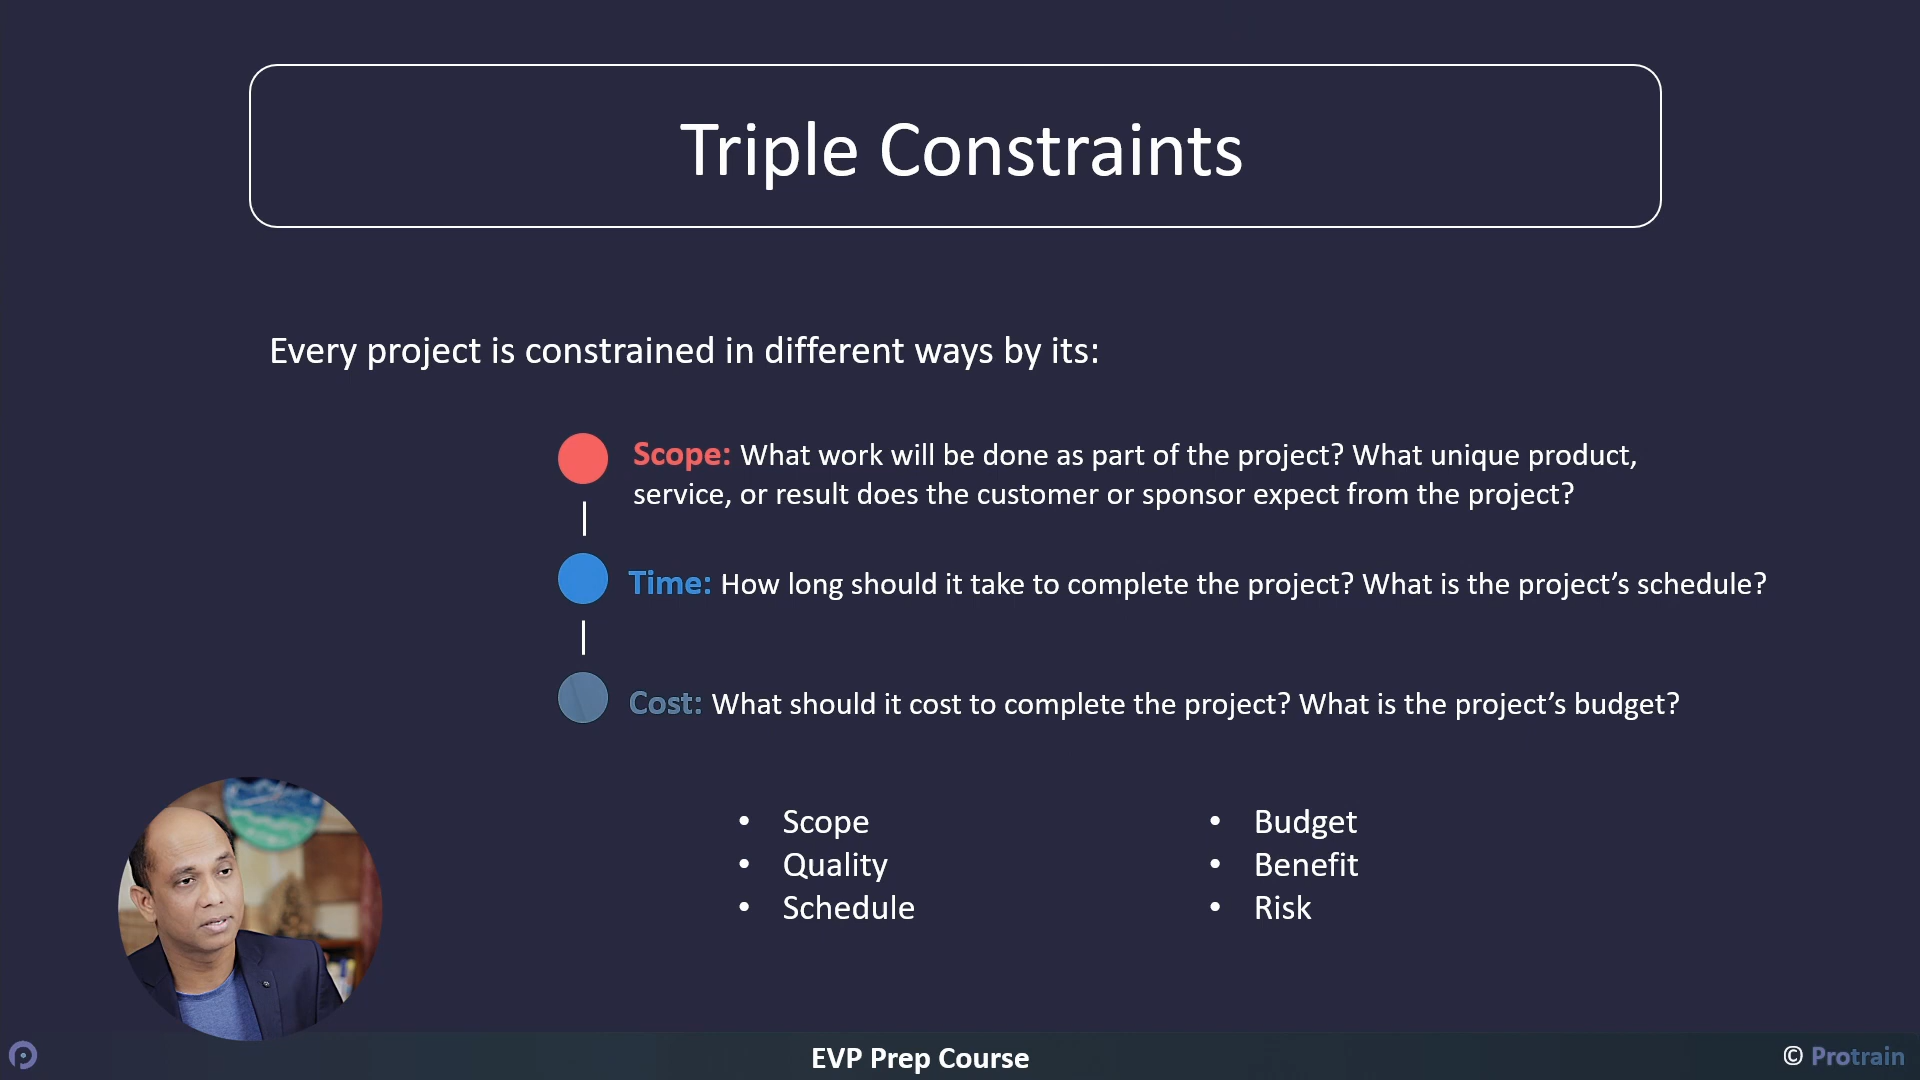 Triple Constraints
Every project is constrained in different ways by its:
Scope: What work will be done as part of the project? What unique product,
service, or result does the customer or sponsor expect from the project?
Time: How long should it take to complete the project? What is the project’s schedule?
Cost: What should it cost to complete the project? What is the project’s budget?
• Scope
• Quality
• Schedule
• Budget
• Benefit
• Risk
EVP Prep Course
© Protrain